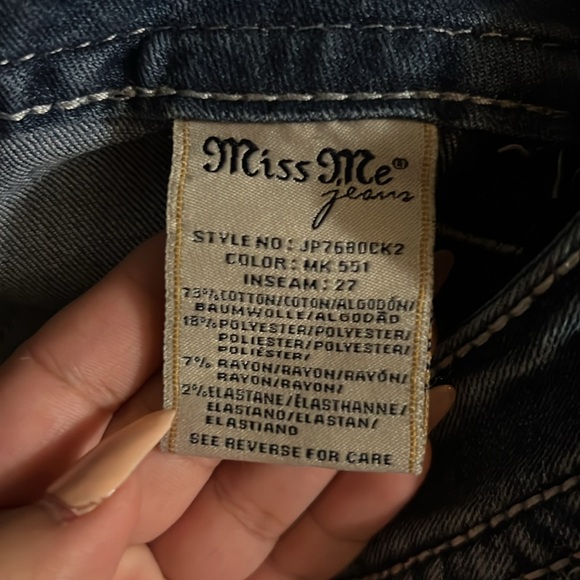 Miss Me®
jeans
STYLE NO: JP7680CK2
COLOR: MK 551
INSEAM: 27
73% COTTON/COTON/ALGODÓN/
BAUMWOLLE/ALGODÃO
18% POLYESTER/POLYESTER/
POLIÉSTER/POLYESTER/
POLIÉSTER/
7% RAYON/RAYON/RAYÓN/
RAYON/RAYON/
2% ELASTANE/ÉLASTHANNE/
ELASTANO/ELASTAN/
ELASTIANO
SEE REVERSE FOR CARE